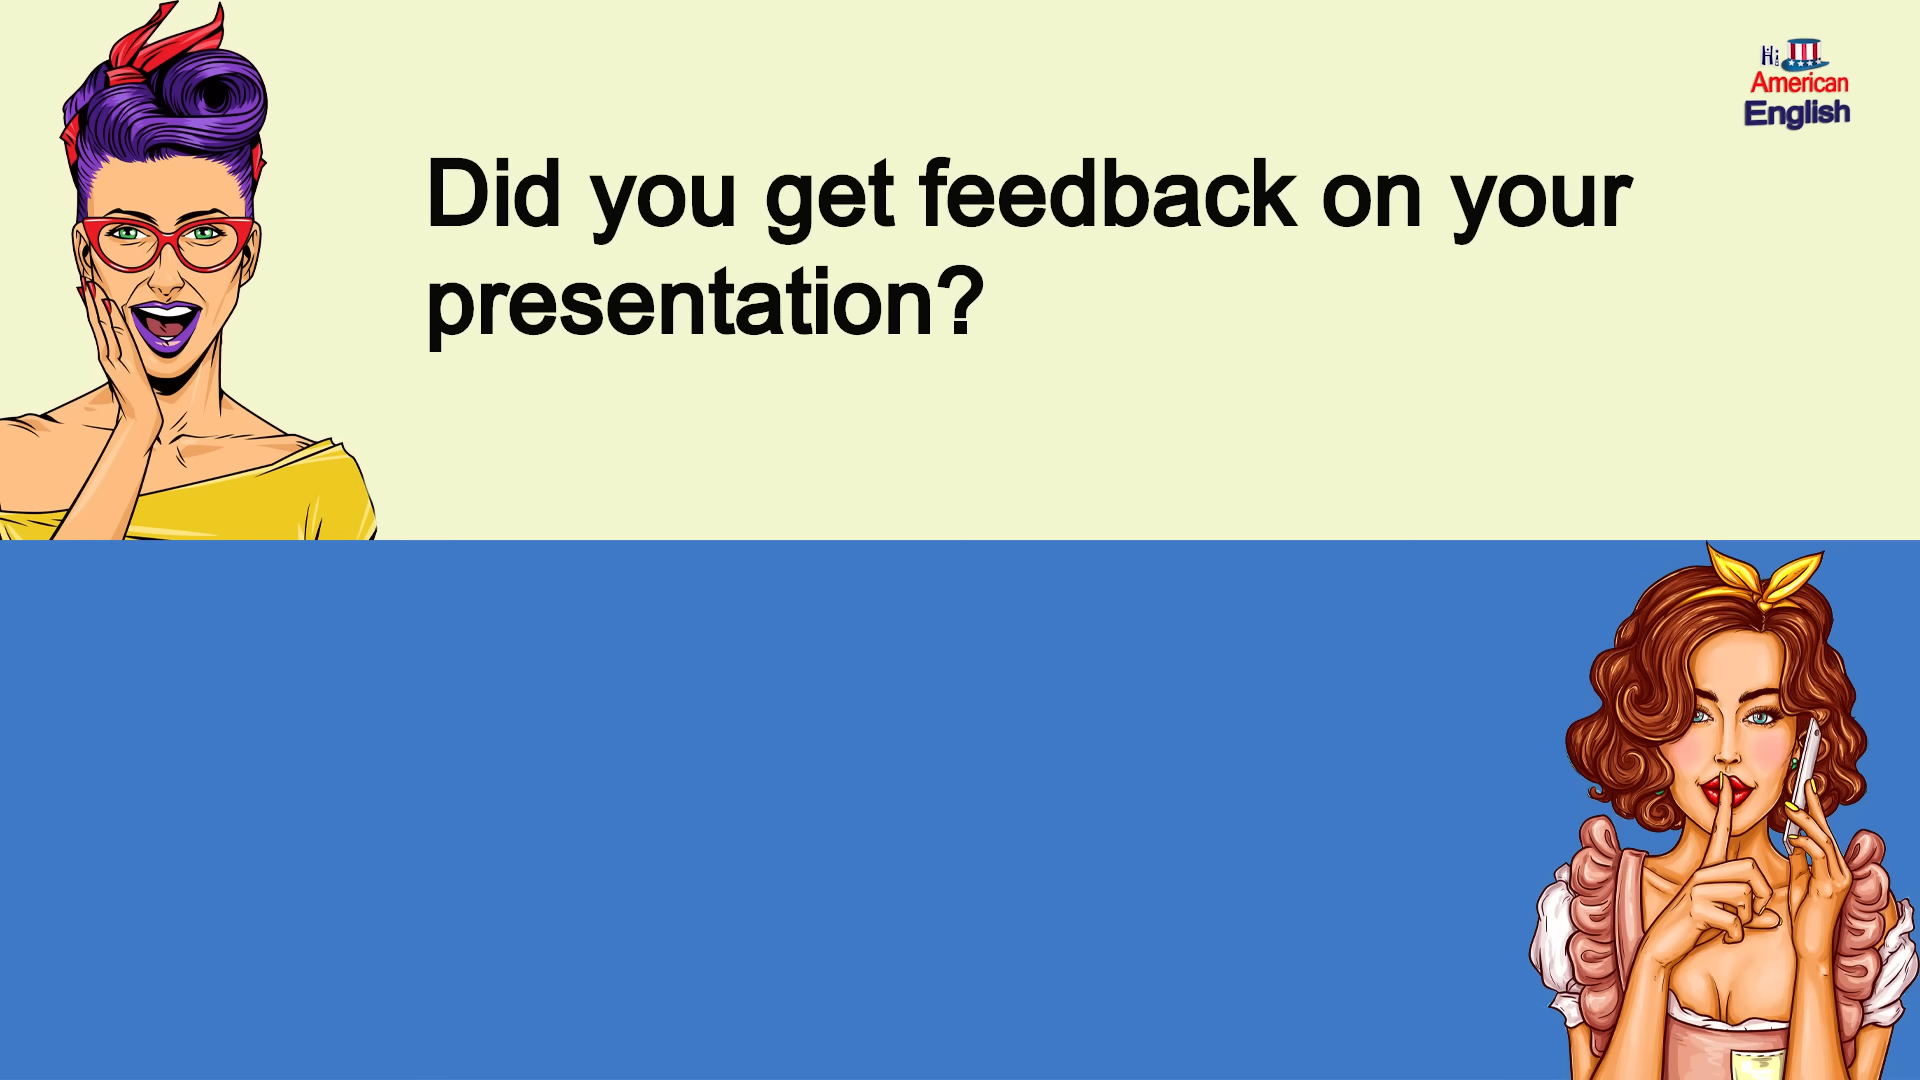 Hi
American
English
Did you get feedback on your
presentation?